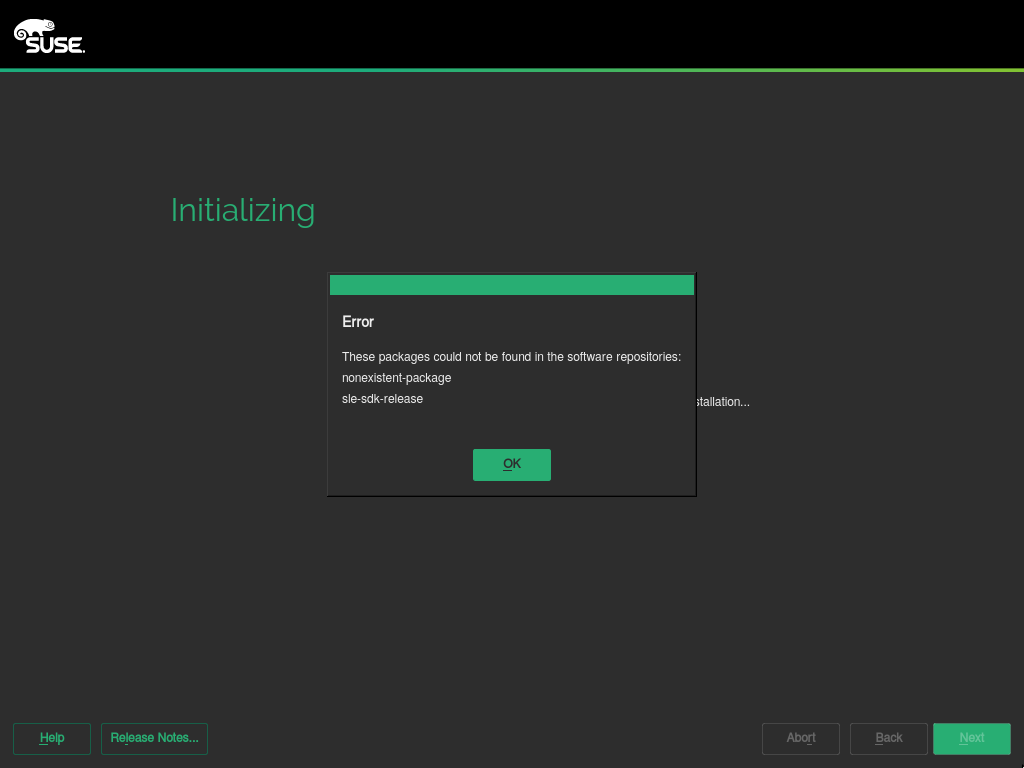 SUSE.
Initializing
Error
These packages could not be found in the software repositories:
nonexistent-package
sle-sdk-release
stallation...
OK
Help
Release Notes...
Abort
Back
Next